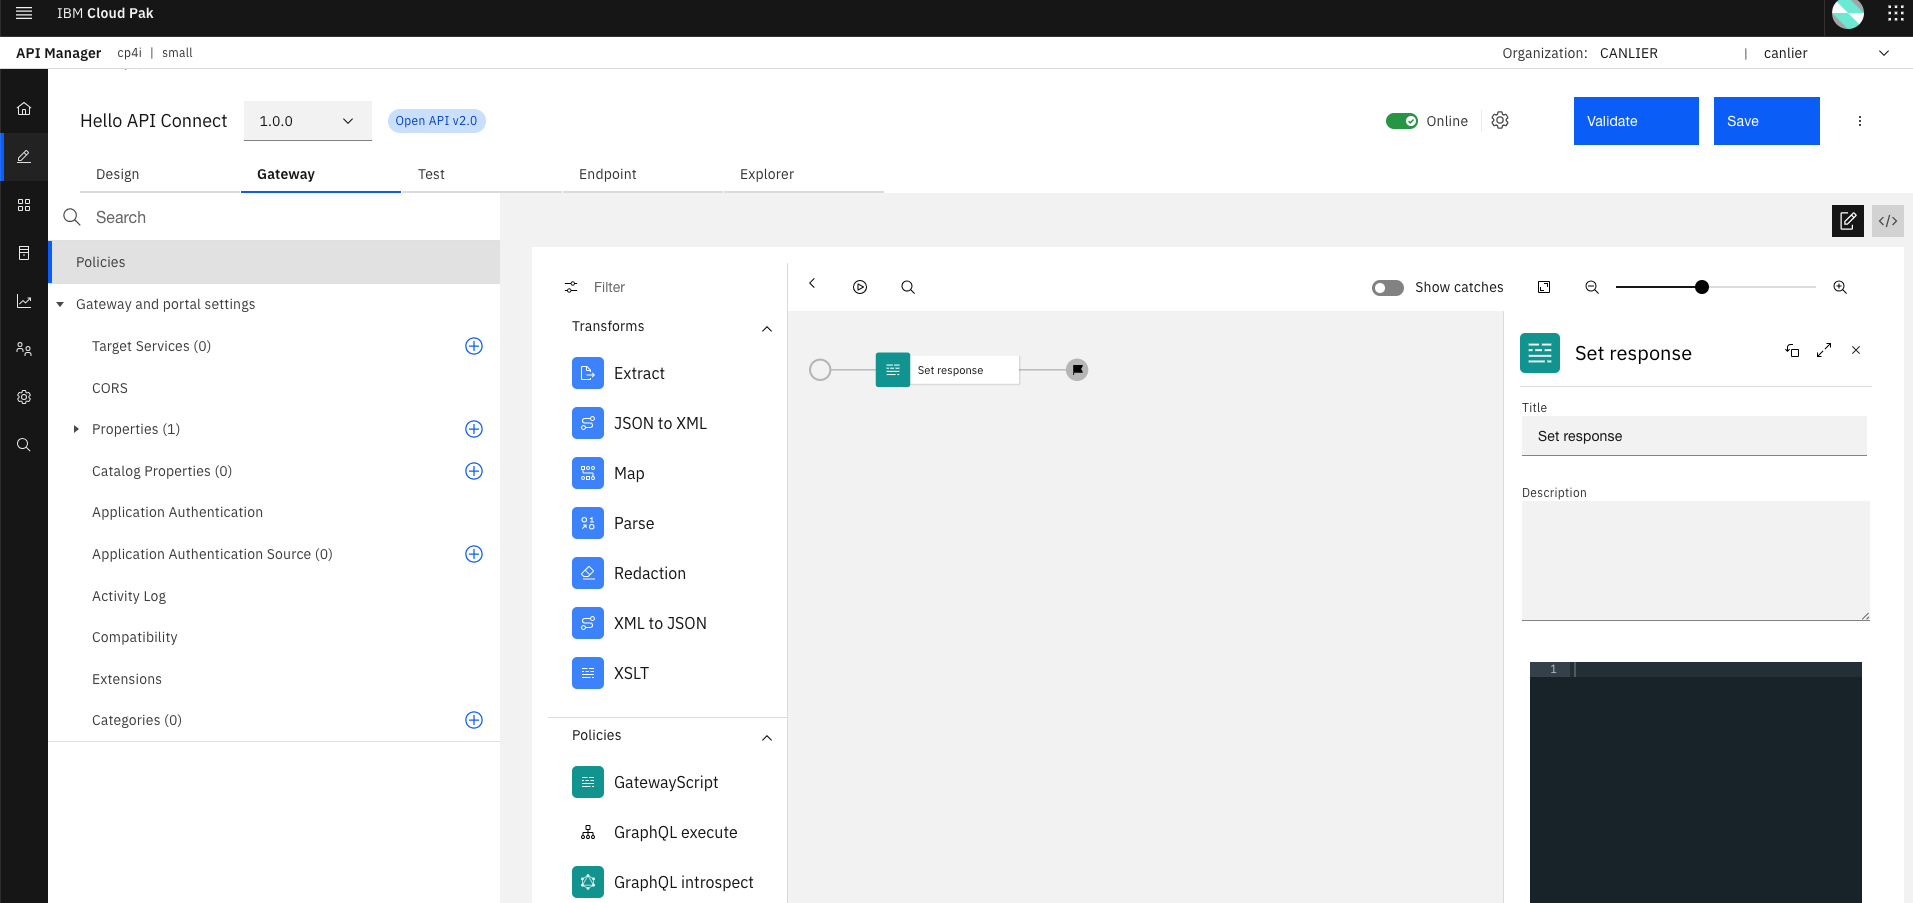 IBM Cloud Pak
API Manager cp4i | small
Organization: CANLIER | canlier
Hello API Connect
1.0.0
Open API v2.0
Online
Validate
Save
Design
Gateway
Test
Endpoint
Explorer
Search
Policies
Gateway and portal settings
Target Services (0)
CORS
Properties (1)
Catalog Properties (0)
Application Authentication
Application Authentication Source (0)
Activity Log
Compatibility
Extensions
Categories (0)
Filter
Transforms
Extract
JSON to XML
Map
Parse
Redaction
XML to JSON
XSLT
Policies
GatewayScript
GraphQL execute
GraphQL introspect
Show catches
Set response
Set response
Title
Set response
Description
1